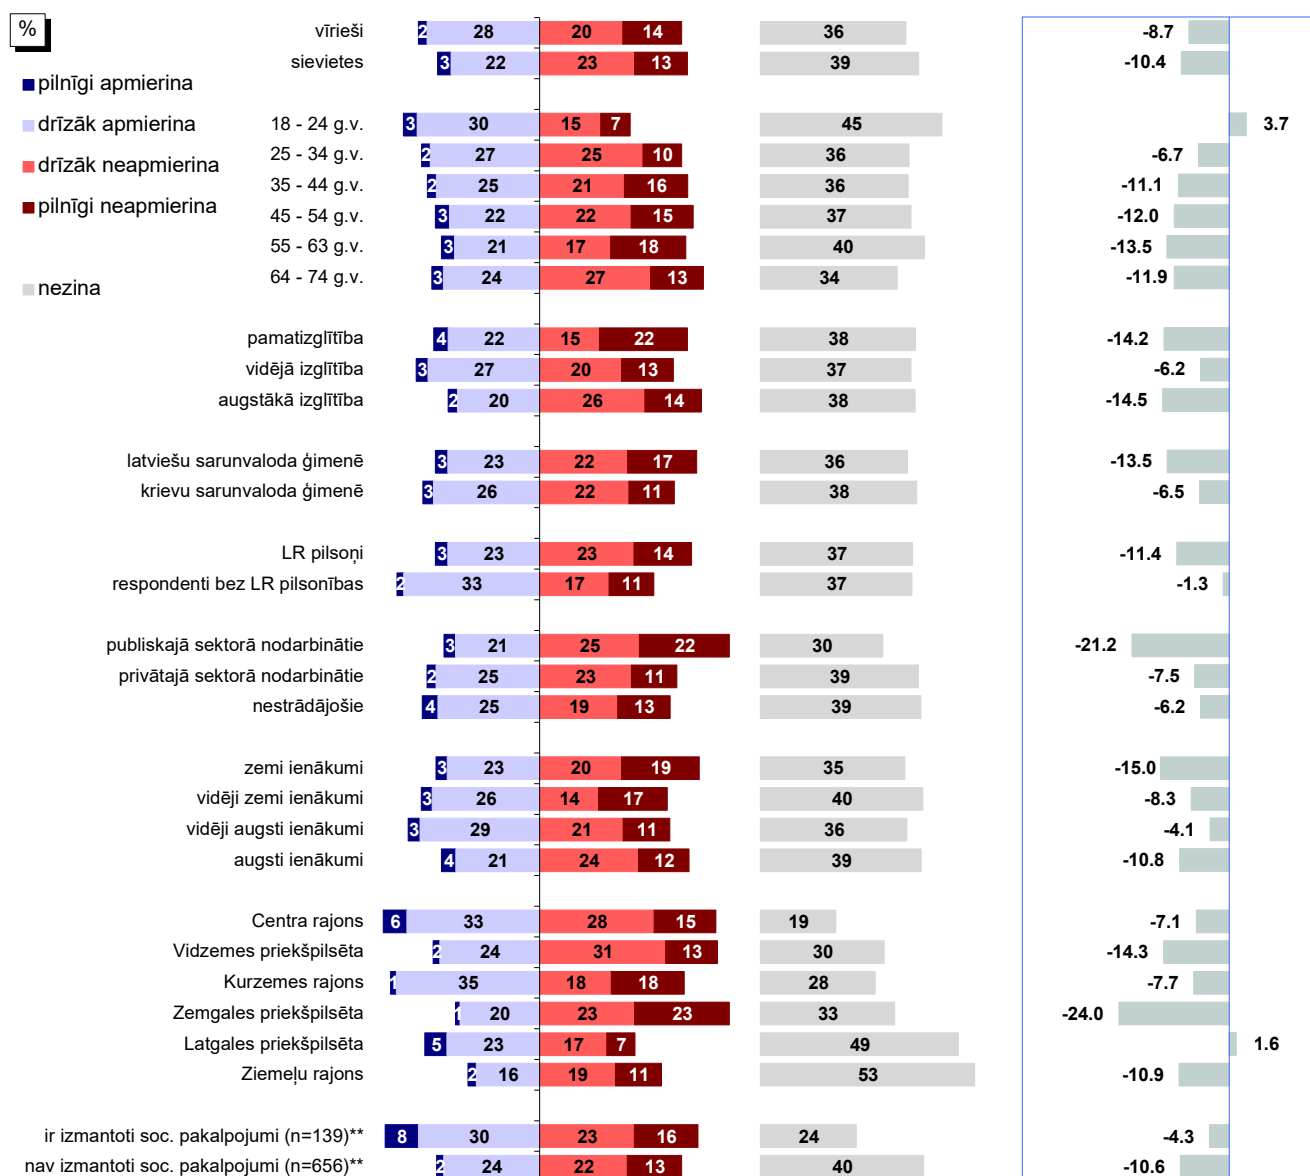 %
pilnīgi apmierina
drīzāk apmierina
drīzāk neapmierina
pilnīgi neapmierina
nezina
vīrieši 2 28 20 14 36 -8.7
sievietes 3 22 23 13 39 -10.4
18 - 24 g.v. 3 30 15 7 45 3.7
25 - 34 g.v. 2 27 25 10 36 -6.7
35 - 44 g.v. 2 25 21 16 36 -11.1
45 - 54 g.v. 3 22 22 15 37 -12.0
55 - 63 g.v. 3 21 17 18 40 -13.5
64 - 74 g.v. 3 24 27 13 34 -11.9
pamatizglītība 4 22 15 22 38 -14.2
vidējā izglītība 3 27 20 13 37 -6.2
augstākā izglītība 2 20 26 14 38 -14.5
latviešu sarunvaloda ģimenē 3 23 22 17 36 -13.5
krievu sarunvaloda ģimenē 3 26 22 11 38 -6.5
LR pilsoņi 3 23 23 14 37 -11.4
respondenti bez LR pilsonības 2 33 17 11 37 -1.3
publiskajā sektorā nodarbinātie 3 21 25 22 30 -21.2
privātajā sektorā nodarbinātie 2 25 23 11 39 -7.5
nestrādājošie 4 25 19 13 39 -6.2
zemi ienākumi 3 23 20 19 35 -15.0
vidēji zemi ienākumi 3 26 14 17 40 -8.3
vidēji augsti ienākumi 3 29 21 11 36 -4.1
augsti ienākumi 4 21 24 12 39 -10.8
Centra rajons 6 33 28 15 19 -7.1
Vidzemes priekšpilsēta 2 24 31 13 30 -14.3
Kurzemes rajons 1 35 18 18 28 -7.7
Zemgales priekšpilsēta 1 20 23 23 33 -24.0
Latgales priekšpilsēta 5 23 17 7 49 1.6
Ziemeļu rajons 2 16 19 11 53 -10.9
ir izmantoti soc. pakalpojumi (n=139)** 8 30 23 16 24 -4.3
nav izmantoti soc. pakalpojumi (n=656)** 2 24 22 13 40 -10.6